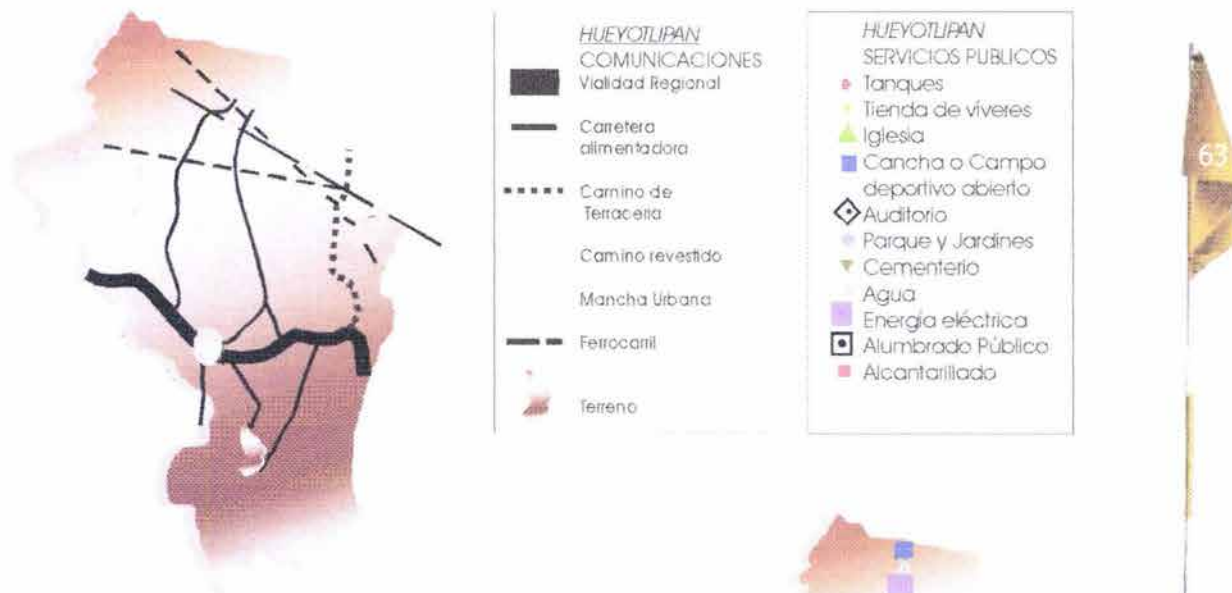 HUEYOTLIPAN
COMUNICACIONES
Vialidad Regional
Carretera
alimentadora
Camino de
Terraceria
Camino revestido
Mancha Urbana
Ferrocarril
Terreno
HUEYOTLIPAN
SERVICIOS PUBLICOS
Tanques
Tienda de víveres
Iglesia
Cancha o Campo
deportivo abierto
Auditorio
Parque y Jardines
Cementerio
Agua
Energía eléctrica
Alumbrado Público
Alcantarillado
63